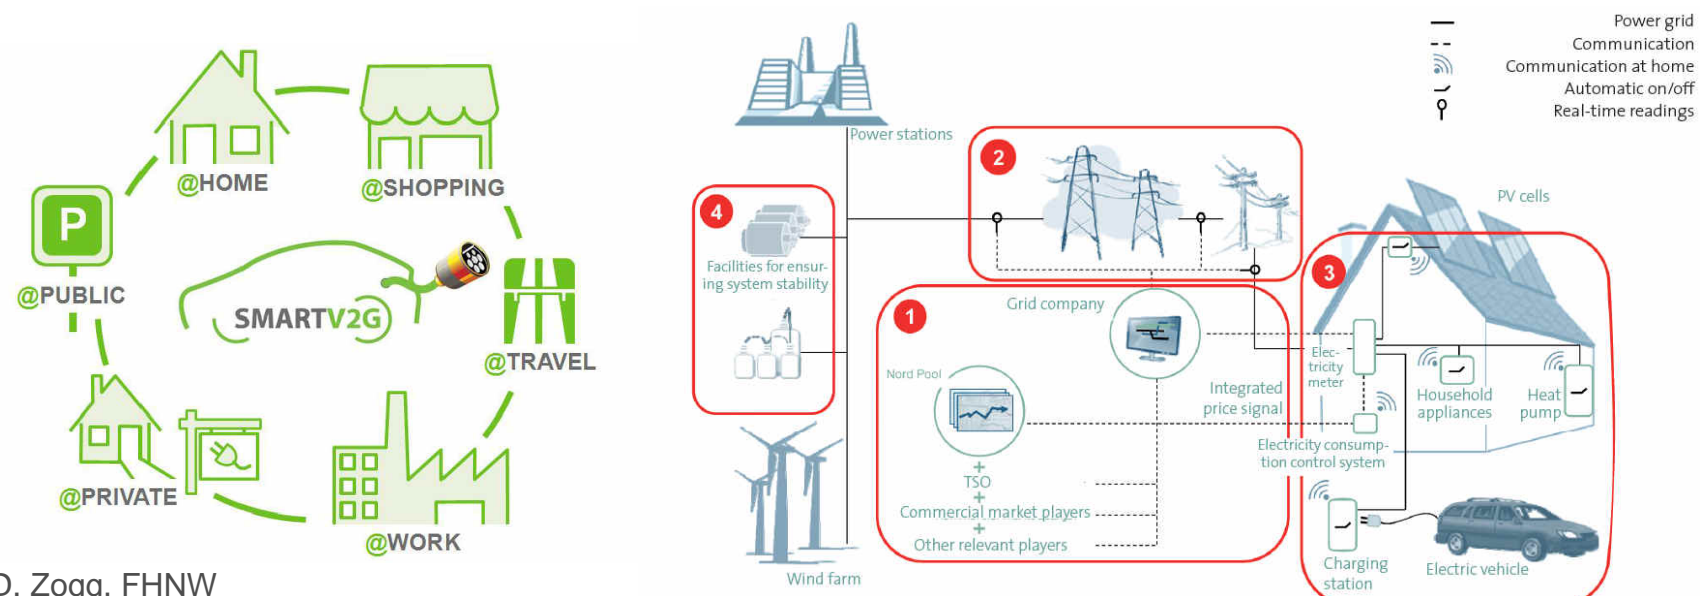 @HOME
@SHOPPING
P
@PUBLIC
SMARTV2G
@TRAVEL
@PRIVATE
@WORK
D. Zogg, FHNW
Power grid
Communication
Communication at home
Automatic on/off
Real-time readings
Power stations
2
4
Facilities for ensur-
ing system stability
PV cells
3
1
Grid company
Nord Pool
Integrated
price signal
Elec-
tricity
meter
Household
appliances
Heat
pump
Electricity consump-
tion control system
+
TSO
+
Commercial market players
+
Other relevant players
Wind farm
Charging
station
Electric vehicle